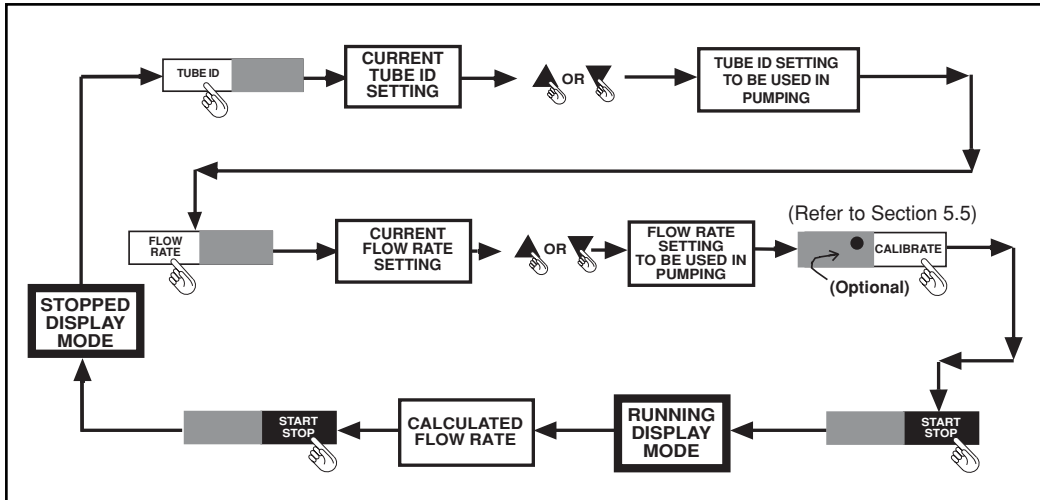 TUBE ID
CURRENT
TUBE ID
SETTING
OR
TUBE ID SETTING
TO BE USED IN
PUMPING
(Refer to Section 5.5)
FLOW
RATE
CURRENT
FLOW RATE
SETTING
OR
FLOW RATE
SETTING
TO BE USED IN
PUMPING
CALIBRATE
(Optional)
STOPPED
DISPLAY
MODE
START
STOP
CALCULATED
FLOW RATE
RUNNING
DISPLAY
MODE
START
STOP